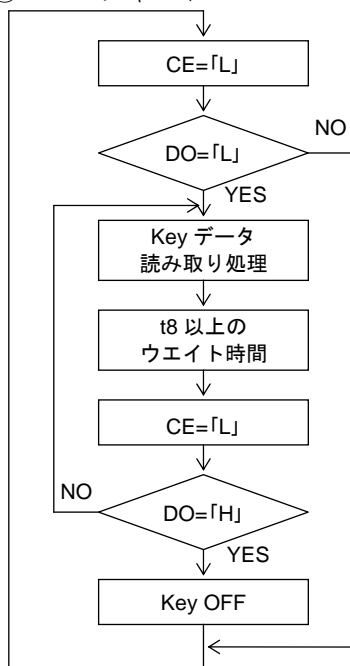 CE=「L」
DO=「L」
NO
YES
Key データ
読み取り処理
t8 以上の
ウエイト時間
CE=「L」
DO=「H」
NO
YES
Key OFF